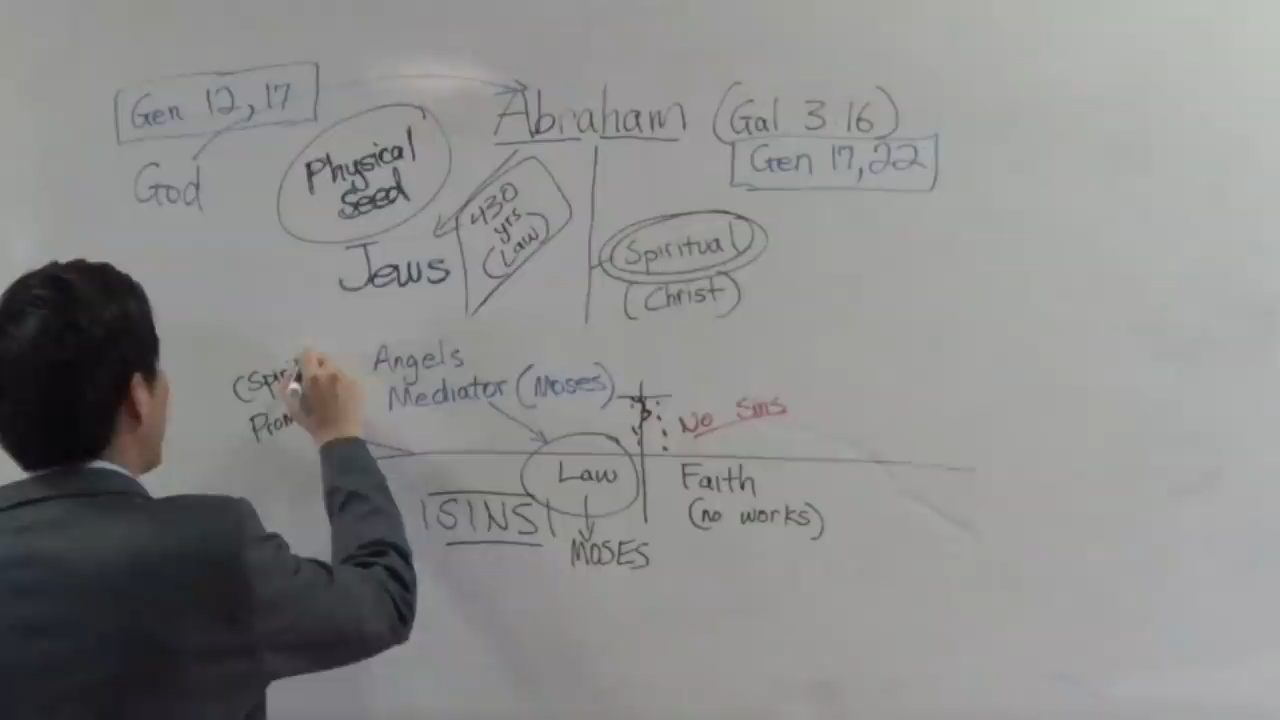 Gen 12,17
God
Physical
Seed
Abraham (Gal 3:16)
Gen 17,22
430
yrs
(Law)
Jews
Spiritual
(Christ)
Angels
Mediator (Moses)
No Sins
Law
SINS
MOSES
Faith
(no works)